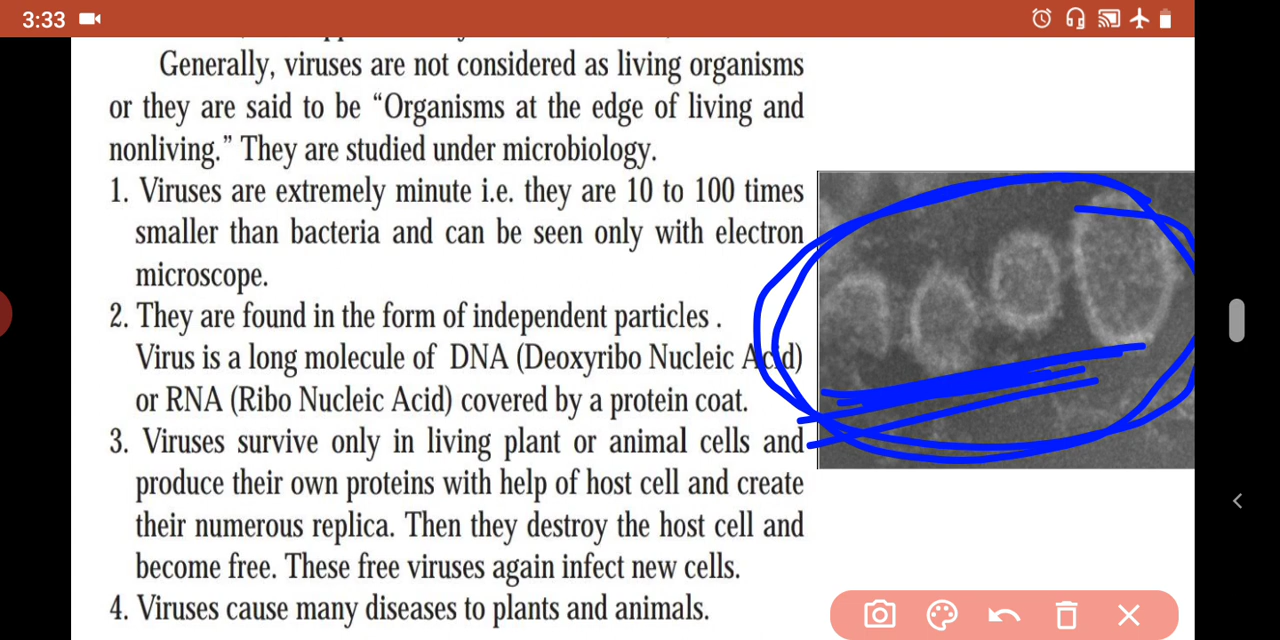 3:33
Generally, viruses are not considered as living organisms
or they are said to be “Organisms at the edge of living and
nonliving.” They are studied under microbiology.
1. Viruses are extremely minute i.e. they are 10 to 100 times
smaller than bacteria and can be seen only with electron
microscope.
2. They are found in the form of independent particles .
Virus is a long molecule of DNA (Deoxyribo Nucleic Acid)
or RNA (Ribo Nucleic Acid) covered by a protein coat.
3. Viruses survive only in living plant or animal cells and
produce their own proteins with help of host cell and create
their numerous replica. Then they destroy the host cell and
become free. These free viruses again infect new cells.
4. Viruses cause many diseases to plants and animals.